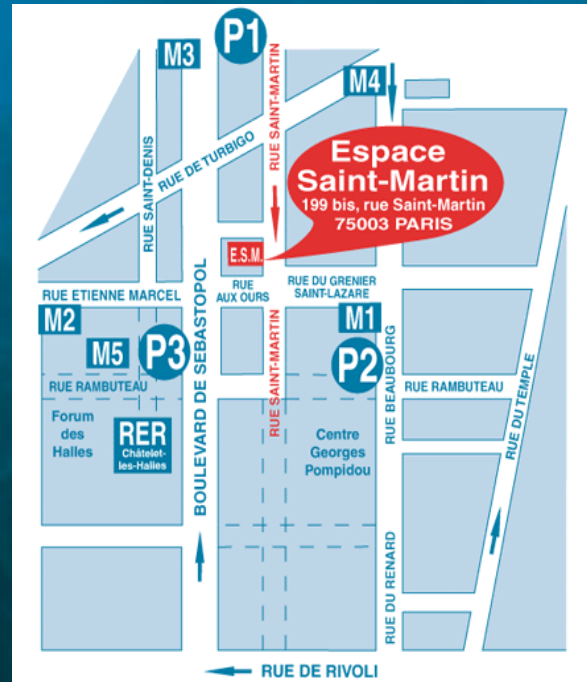 P1
M3
M4
RUE SAINT-MARTIN
RUE SAINT-DENIS
RUE DE TURBIGO
Espace
Saint-Martin
199 bis, rue Saint-Martin
75003 PARIS
E.S.M.
RUE ETIENNE MARCEL
RUE
AUX OURS
RUE DU GRENIER
SAINT-LAZARE
M2
M5
P3
M1
P2
BOULEVARD DE SEBASTOPOL
RUE SAINT-MARTIN
RUE BEAUBOURG
RUE DU TEMPLE
RUE RAMBUTEAU
RUE RAMBUTEAU
Forum
des
Halles
RER
Châtelet-
les-Halles
Centre
Georges
Pompidou
RUE DU RENARD
RUE DE RIVOLI